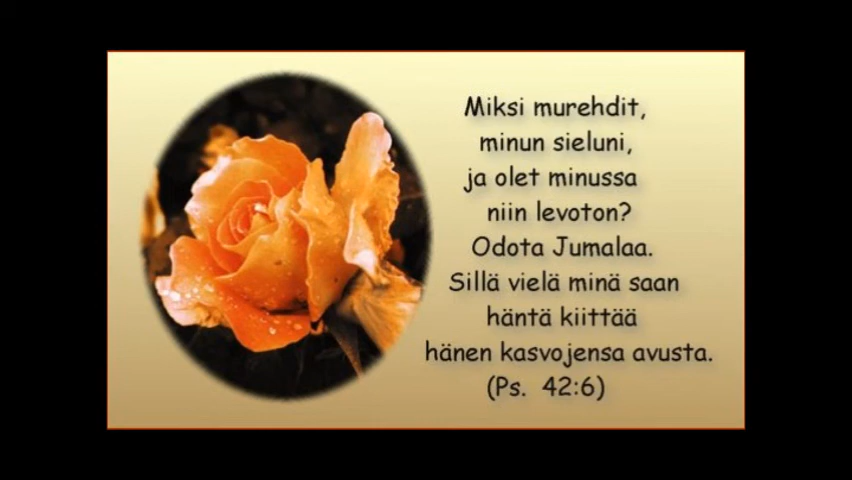 Miksi murehdit,
minun sieluni,
ja olet minussa
niin levoton?
Odota Jumalaa.
Sillä vielä minä saan
häntä kiittää
hänen kasvojensa avusta.
(Ps. 42:6)